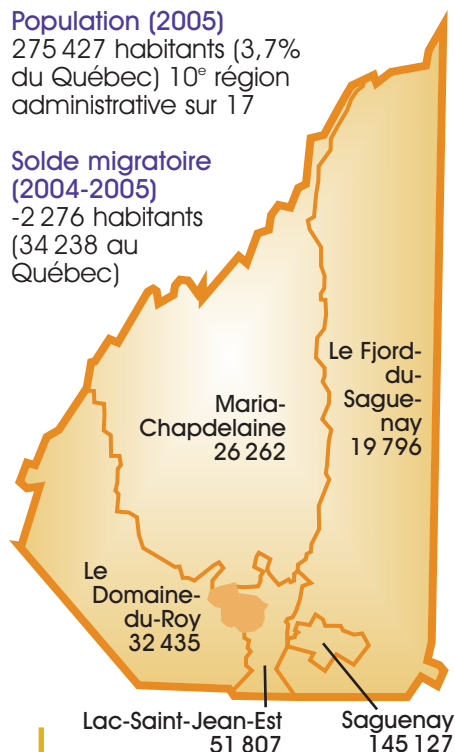 Population (2005)
275 427 habitants (3,7%
du Québec) 10e région
administrative sur 17
Solde migratoire
(2004-2005)
-2 276 habitants
(34 238 au
Québec)
Le Fjord-
du-
Sague-
nay
19 796
Maria-
Chapdelaine
26 262
Le
Domaine-
du-Roy
32 435
Lac-Saint-Jean-Est
51 807
Saguenay
145 127